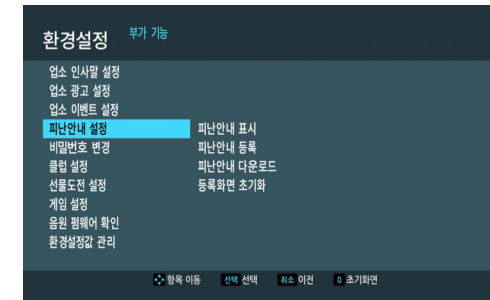 환경설정 부가 기능
업소 인사말 설정
업소 광고 설정
업소 이벤트 설정
피난안내 설정 피난안내 표시
비밀번호 변경 피난안내 등록
클럽 설정 피난안내 다운로드
선물도전 설정 등록화면 초기화
게임 설정
음원 펌웨어 확인
환경설정값 관리
항목 이동 선택 선택 취소 이전 0 초기화면